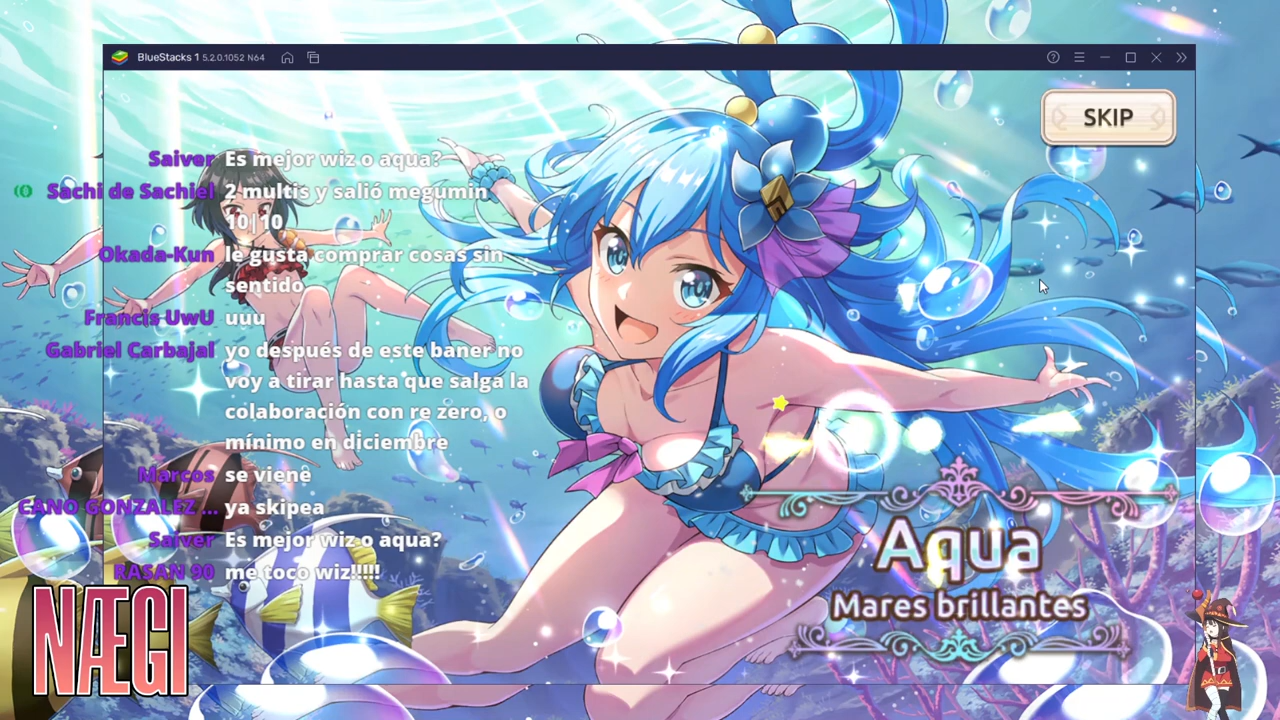 BlueStacks 1 5.2.0.1052 N64
SKIP
Saiver Es mejor wiz o aqua?
Sachi de Sachiel 2 multis y salió megumin
10|10
Okada-Kun le gusta comprar cosas sin
sentido
Francis UwU uuu
Gabriel Carbajal yo después de este baner no
voy a tirar hasta que salga la
colaboración con re zero, o
mínimo en diciembre
Marcos se viene
CANO GONZALEZ ... ya skipea
Saiver Es mejor wiz o aqua?
RASAN 90 me toco wiz!!!!!
Aqua
Mares brillantes
NÆGI